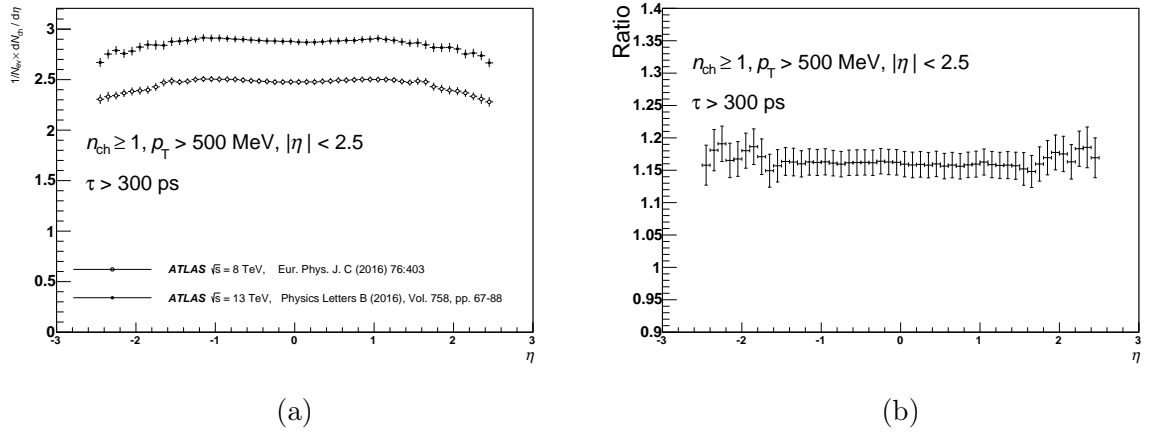 (a)
1/N_ev × dN_ch / dη
3
2.5
2
1.5
1
0.5
0
n_ch ≥ 1, p_T > 500 MeV, |η| < 2.5
τ > 300 ps
ATLAS √s = 8 TeV, Eur. Phys. J. C (2016) 76:403
ATLAS √s = 13 TeV, Physics Letters B (2016), Vol. 758, pp. 67-88
-3 -2 -1 0 1 2 3
η
Ratio
1.4
1.35
1.3
1.25
1.2
1.15
1.1
1.05
1
0.95
0.9
n_ch ≥ 1, p_T > 500 MeV, |η| < 2.5
τ > 300 ps
-3 -2 -1 0 1 2 3
η
(b)